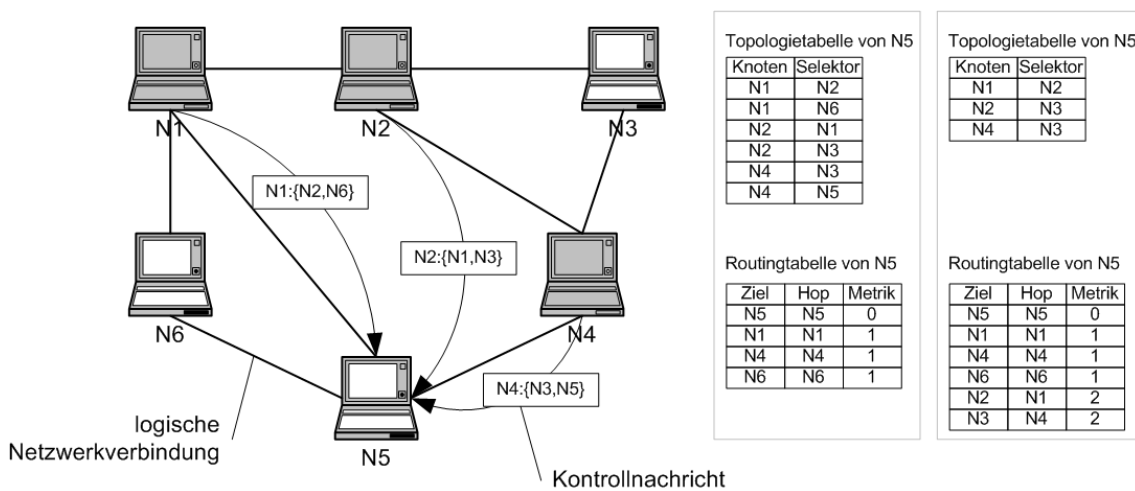 N1
N2
N3
N1:{N2,N6}
N2:{N1,N3}
N6
N4
N4:{N3,N5}
N5
logische
Netzwerkverbindung
Kontrollnachricht
Topologietabelle von N5
Knoten Selektor
N1 N2
N1 N6
N2 N1
N2 N3
N4 N3
N4 N5
Routingtabelle von N5
Ziel Hop Metrik
N5 N5 0
N1 N1 1
N4 N4 1
N6 N6 1
Topologietabelle von N5
Knoten Selektor
N1 N2
N2 N3
N4 N3
Routingtabelle von N5
Ziel Hop Metrik
N5 N5 0
N1 N1 1
N4 N4 1
N6 N6 1
N2 N1 2
N3 N4 2